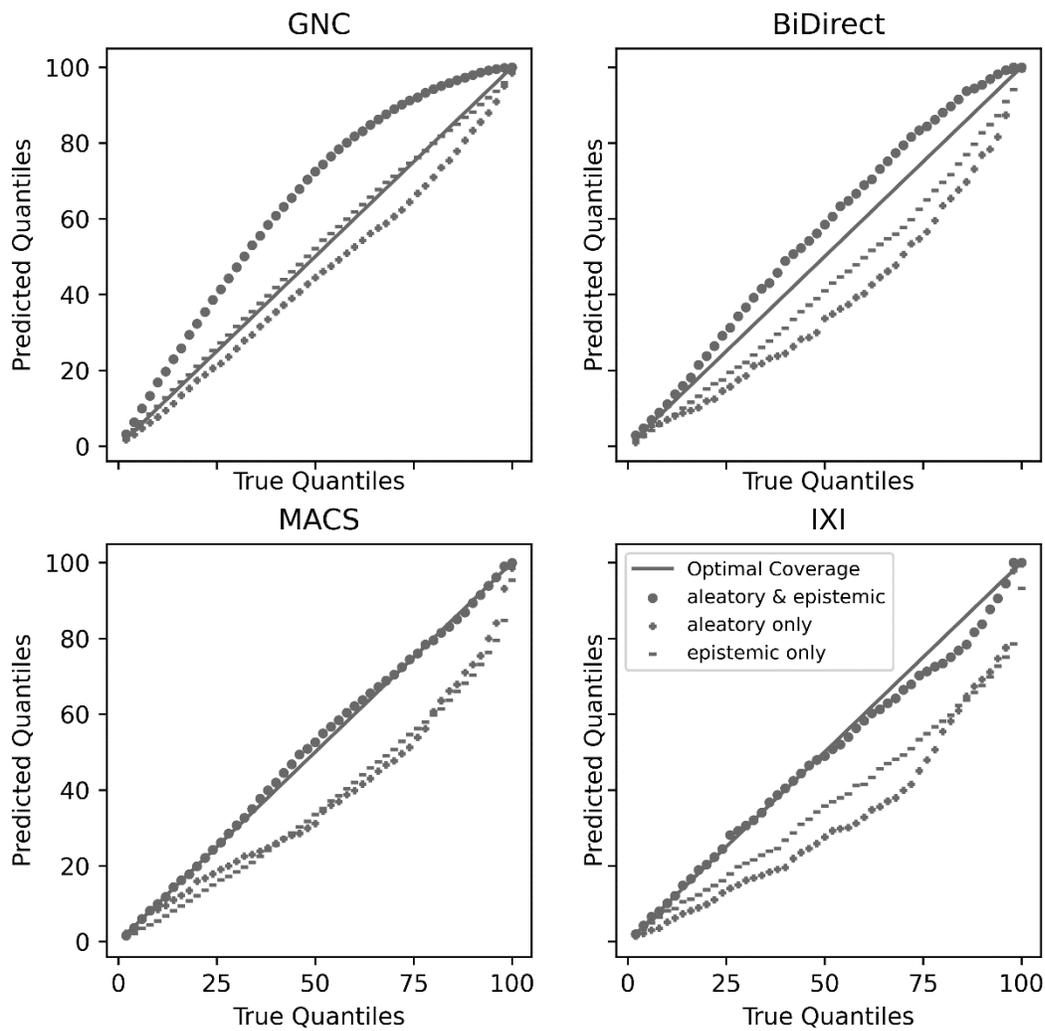 GNC
BiDirect
Predicted Quantiles
100
80
60
40
20
0
True Quantiles
Predicted Quantiles
True Quantiles
MACS
IXI
Predicted Quantiles
100
80
60
40
20
0
0 25 50 75 100
True Quantiles
Predicted Quantiles
Optimal Coverage
aleatory & epistemic
aleatory only
epistemic only
0 25 50 75 100
True Quantiles